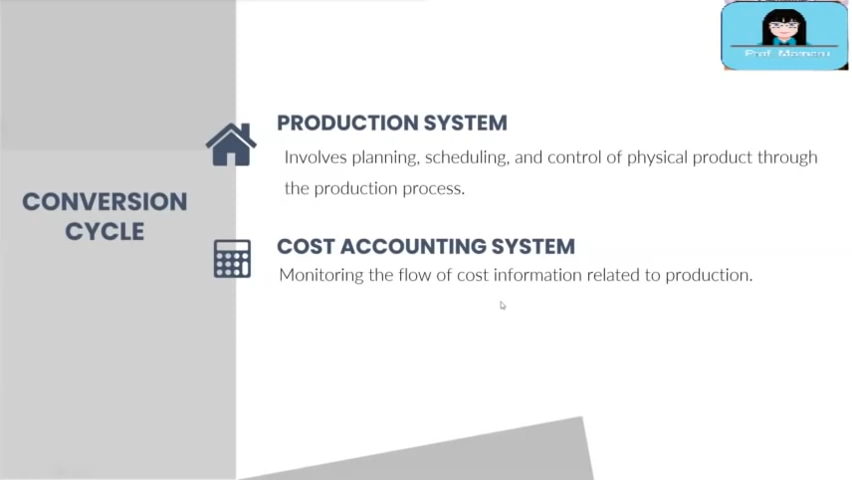 PRODUCTION SYSTEM
Involves planning, scheduling, and control of physical product through
the production process.
CONVERSION
CYCLE
COST ACCOUNTING SYSTEM
Monitoring the flow of cost information related to production.